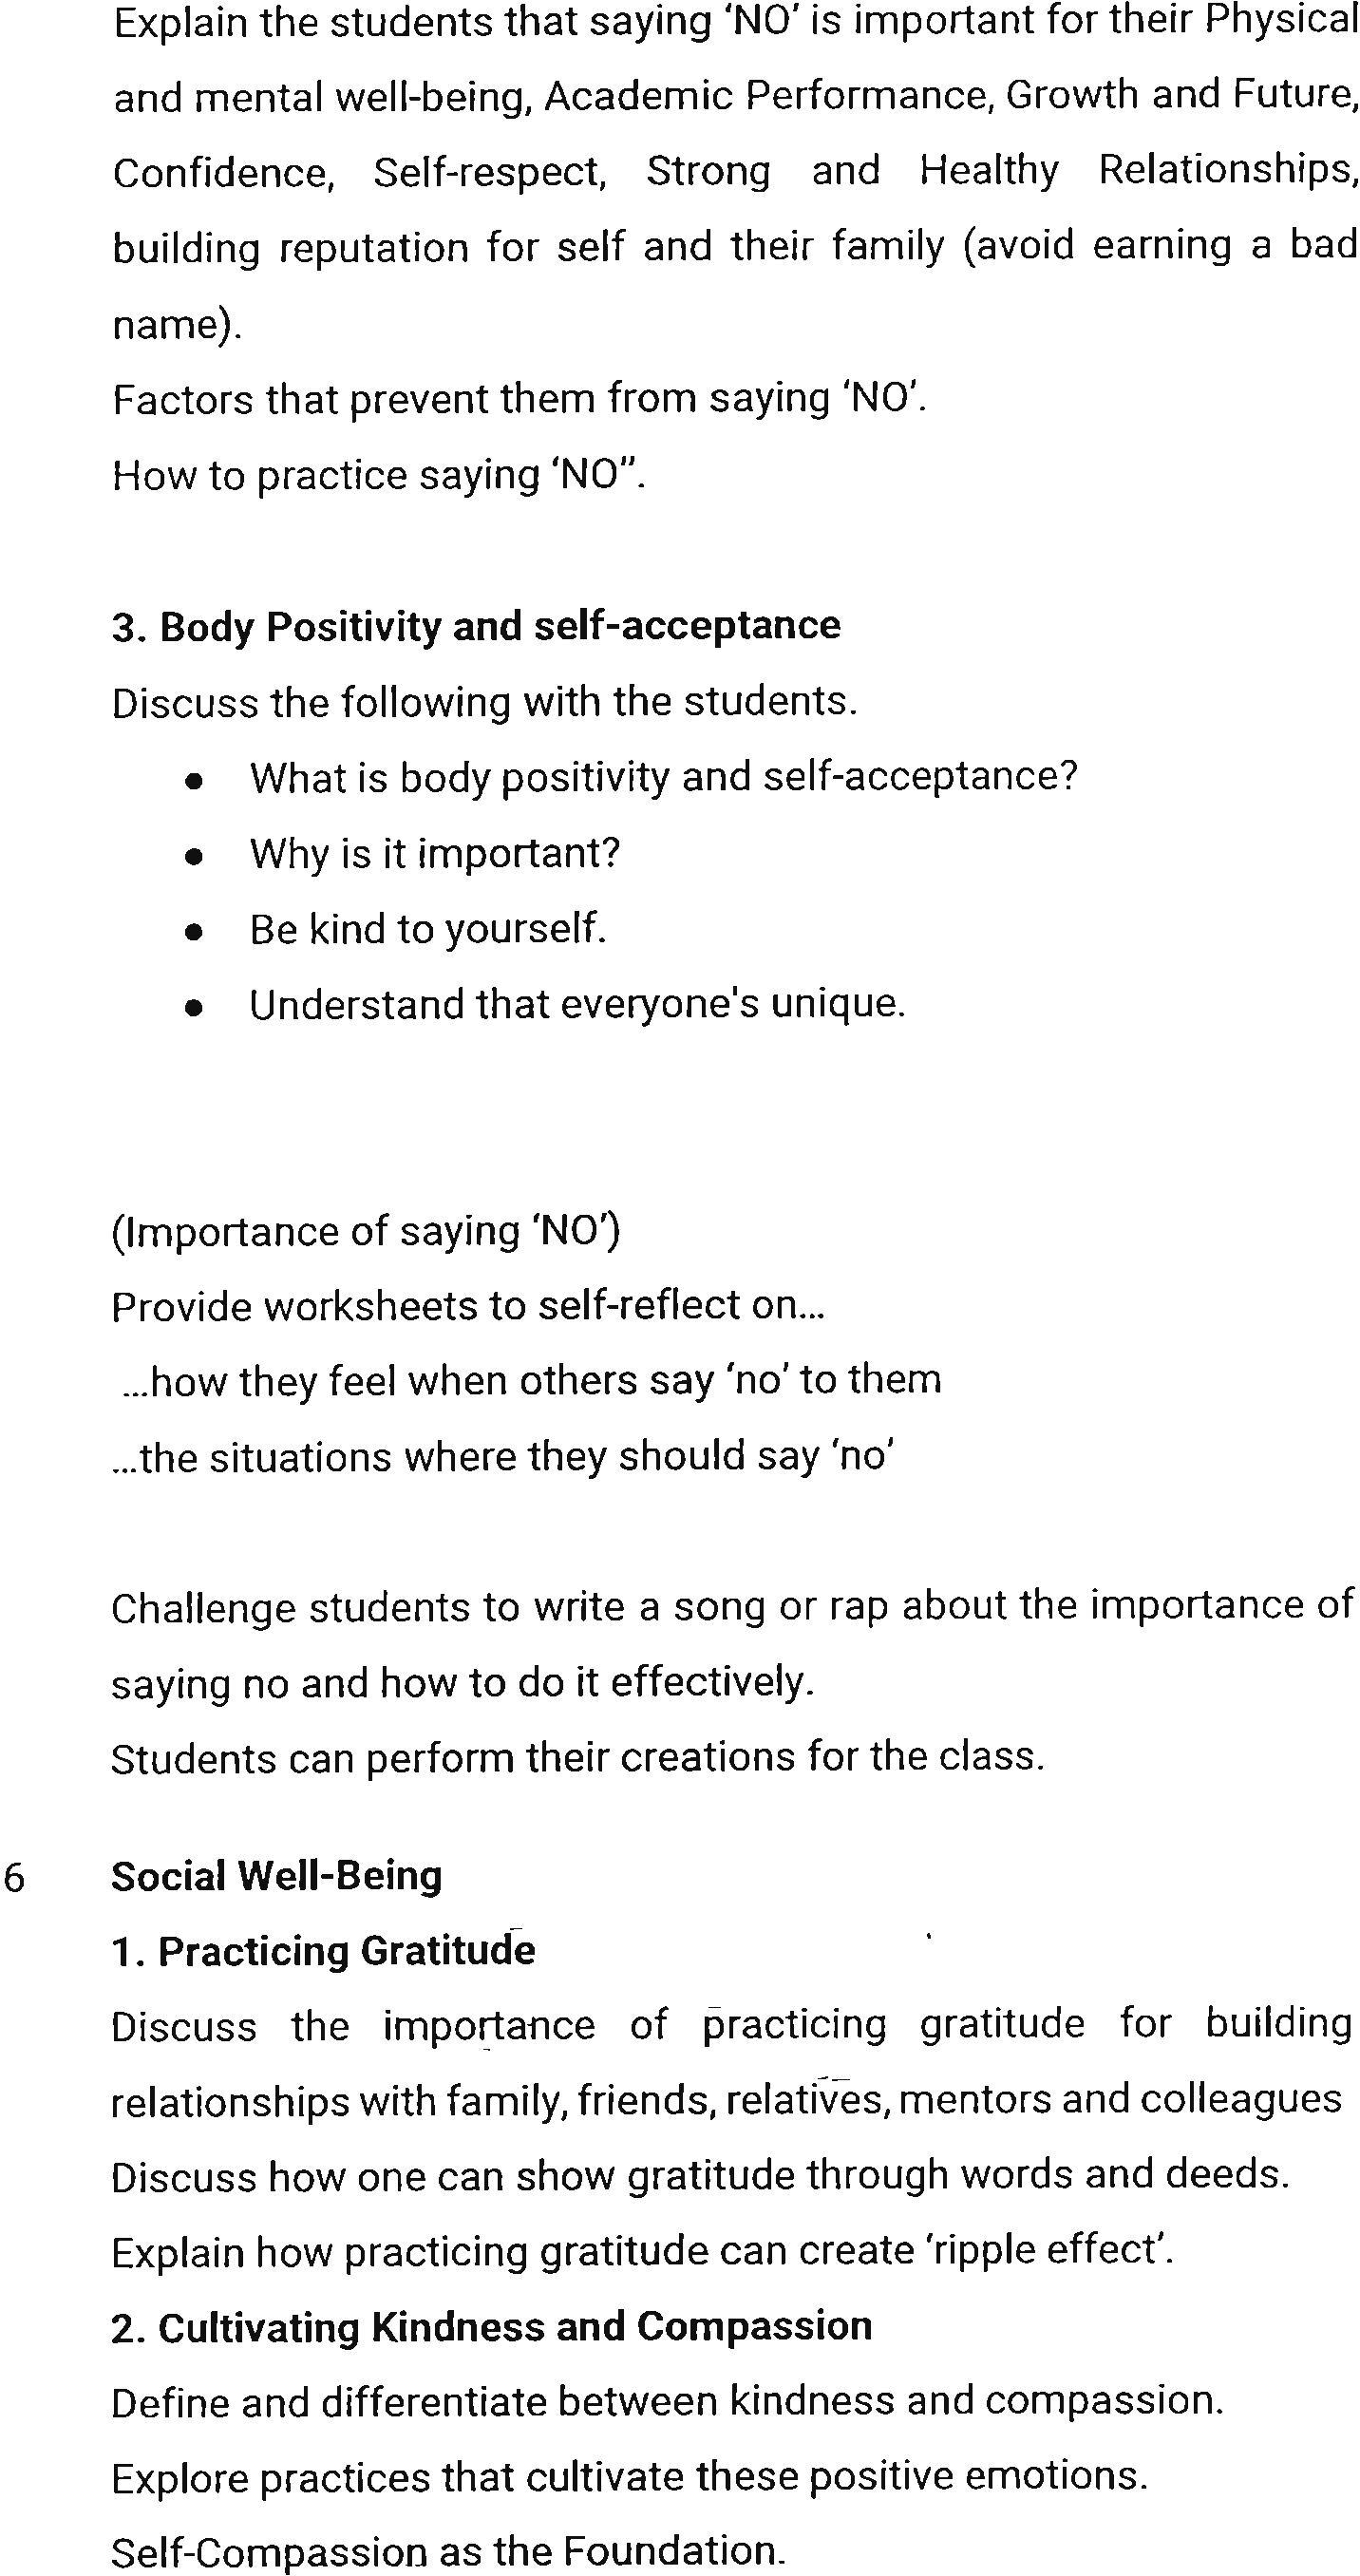 Explain the students that saying ‘NO’ is important for their Physical
and mental well-being, Academic Performance, Growth and Future,
Confidence, Self-respect, Strong and Healthy Relationships,
building reputation for self and their family (avoid earning a bad
name).
Factors that prevent them from saying ‘NO’.
How to practice saying ‘NO”.
3. Body Positivity and self-acceptance
Discuss the following with the students.
● What is body positivity and self-acceptance?
● Why is it important?
● Be kind to yourself.
● Understand that everyone's unique.
(Importance of saying ‘NO’)
Provide worksheets to self-reflect on...
...how they feel when others say ‘no’ to them
...the situations where they should say ‘no’
Challenge students to write a song or rap about the importance of
saying no and how to do it effectively.
Students can perform their creations for the class.
6 Social Well-Being
1. Practicing Gratitude
Discuss the importance of practicing gratitude for building
relationships with family, friends, relatives, mentors and colleagues
Discuss how one can show gratitude through words and deeds.
Explain how practicing gratitude can create ‘ripple effect’.
2. Cultivating Kindness and Compassion
Define and differentiate between kindness and compassion.
Explore practices that cultivate these positive emotions.
Self-Compassion as the Foundation.